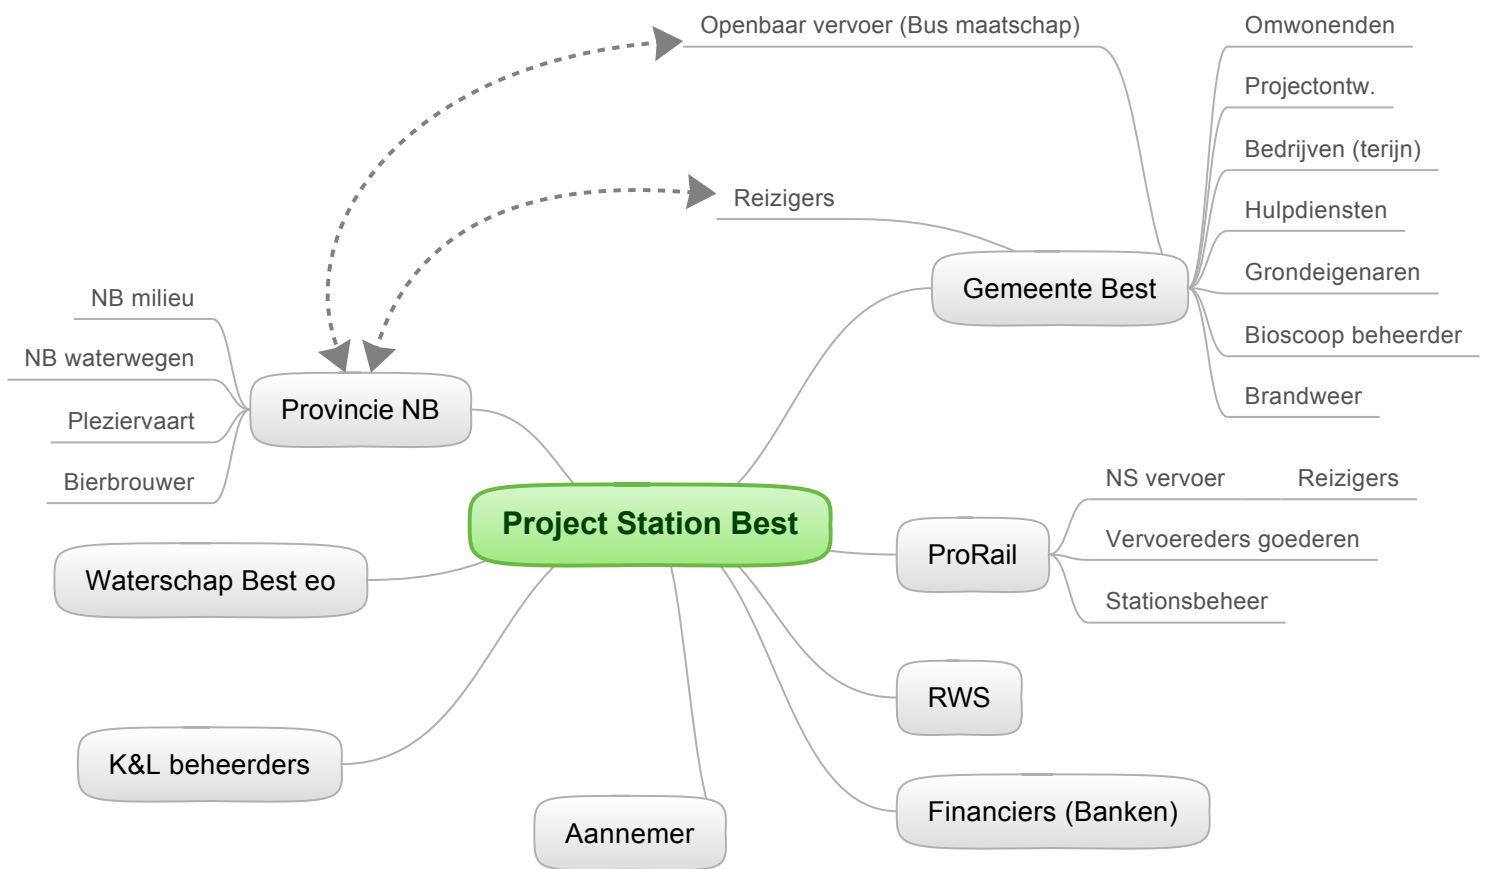 Openbaar vervoer (Bus maatschap)
Omwonenden
Projectontw.
Bedrijven (terijn)
Reizigers
Hulpdiensten
Grondeigenaren
Gemeente Best
Bioscoop beheerder
Brandweer
NB milieu
NB waterwegen
Provincie NB
Pleziervaart
Bierbrouwer
Project Station Best
NS vervoer
Reizigers
ProRail
Vervoereders goederen
Stationsbeheer
Waterschap Best eo
RWS
K&L beheerders
Financiers (Banken)
Aannemer